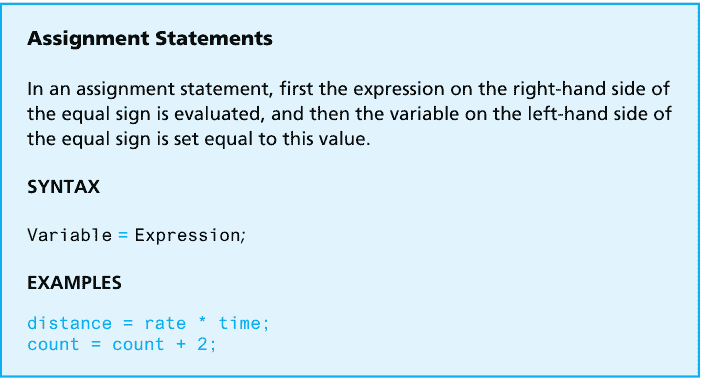 Assignment Statements
In an assignment statement, first the expression on the right-hand side of
the equal sign is evaluated, and then the variable on the left-hand side of
the equal sign is set equal to this value.
SYNTAX
Variable = Expression;
EXAMPLES
distance = rate * time;
count = count + 2;